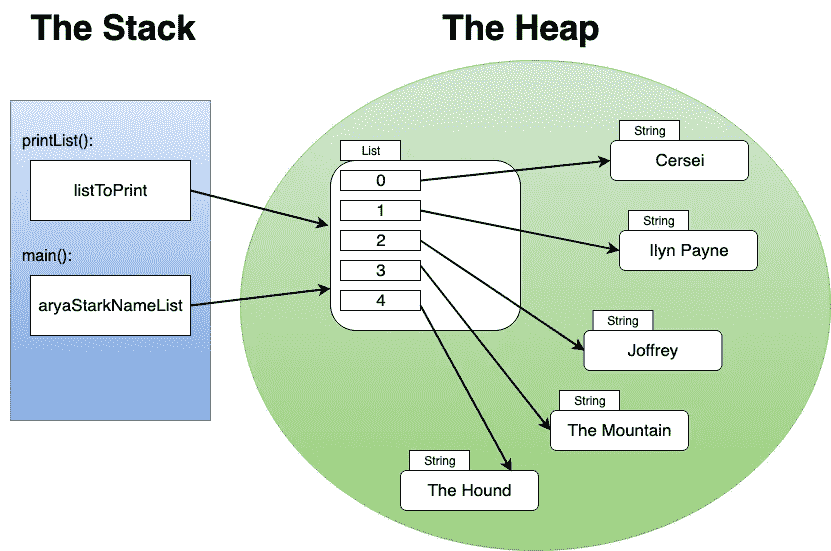 The Stack
The Heap
printList():
listToPrint
main():
aryaStarkNameList
List
0
1
2
3
4
String
Cersei
String
Ilyn Payne
String
Joffrey
String
The Mountain
String
The Hound